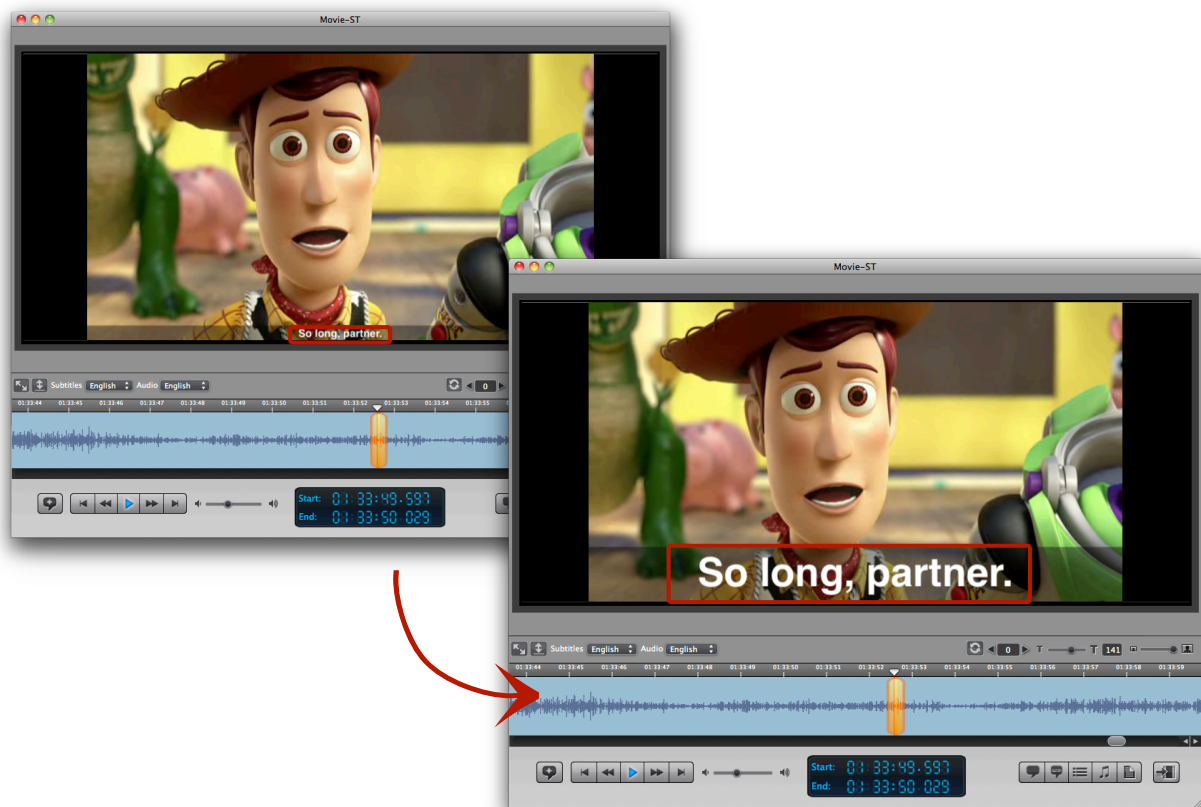 Movie-ST
So long, partner.
Subtitles English Audio English 0
01:33:44 01:33:45 01:33:46 01:33:47 01:33:48 01:33:49 01:33:50 01:33:51 01:33:52 01:33:53 01:33:54 01:33:55
Start: 01:33:49.597
End: 01:33:50.029
Movie-ST
So long, partner.
Subtitles English Audio English 0 T T 141
01:33:44 01:33:45 01:33:46 01:33:47 01:33:48 01:33:49 01:33:50 01:33:51 01:33:52 01:33:53 01:33:54 01:33:55 01:33:56 01:33:57 01:33:58 01:33:59
Start: 01:33:49.597
End: 01:33:50.029